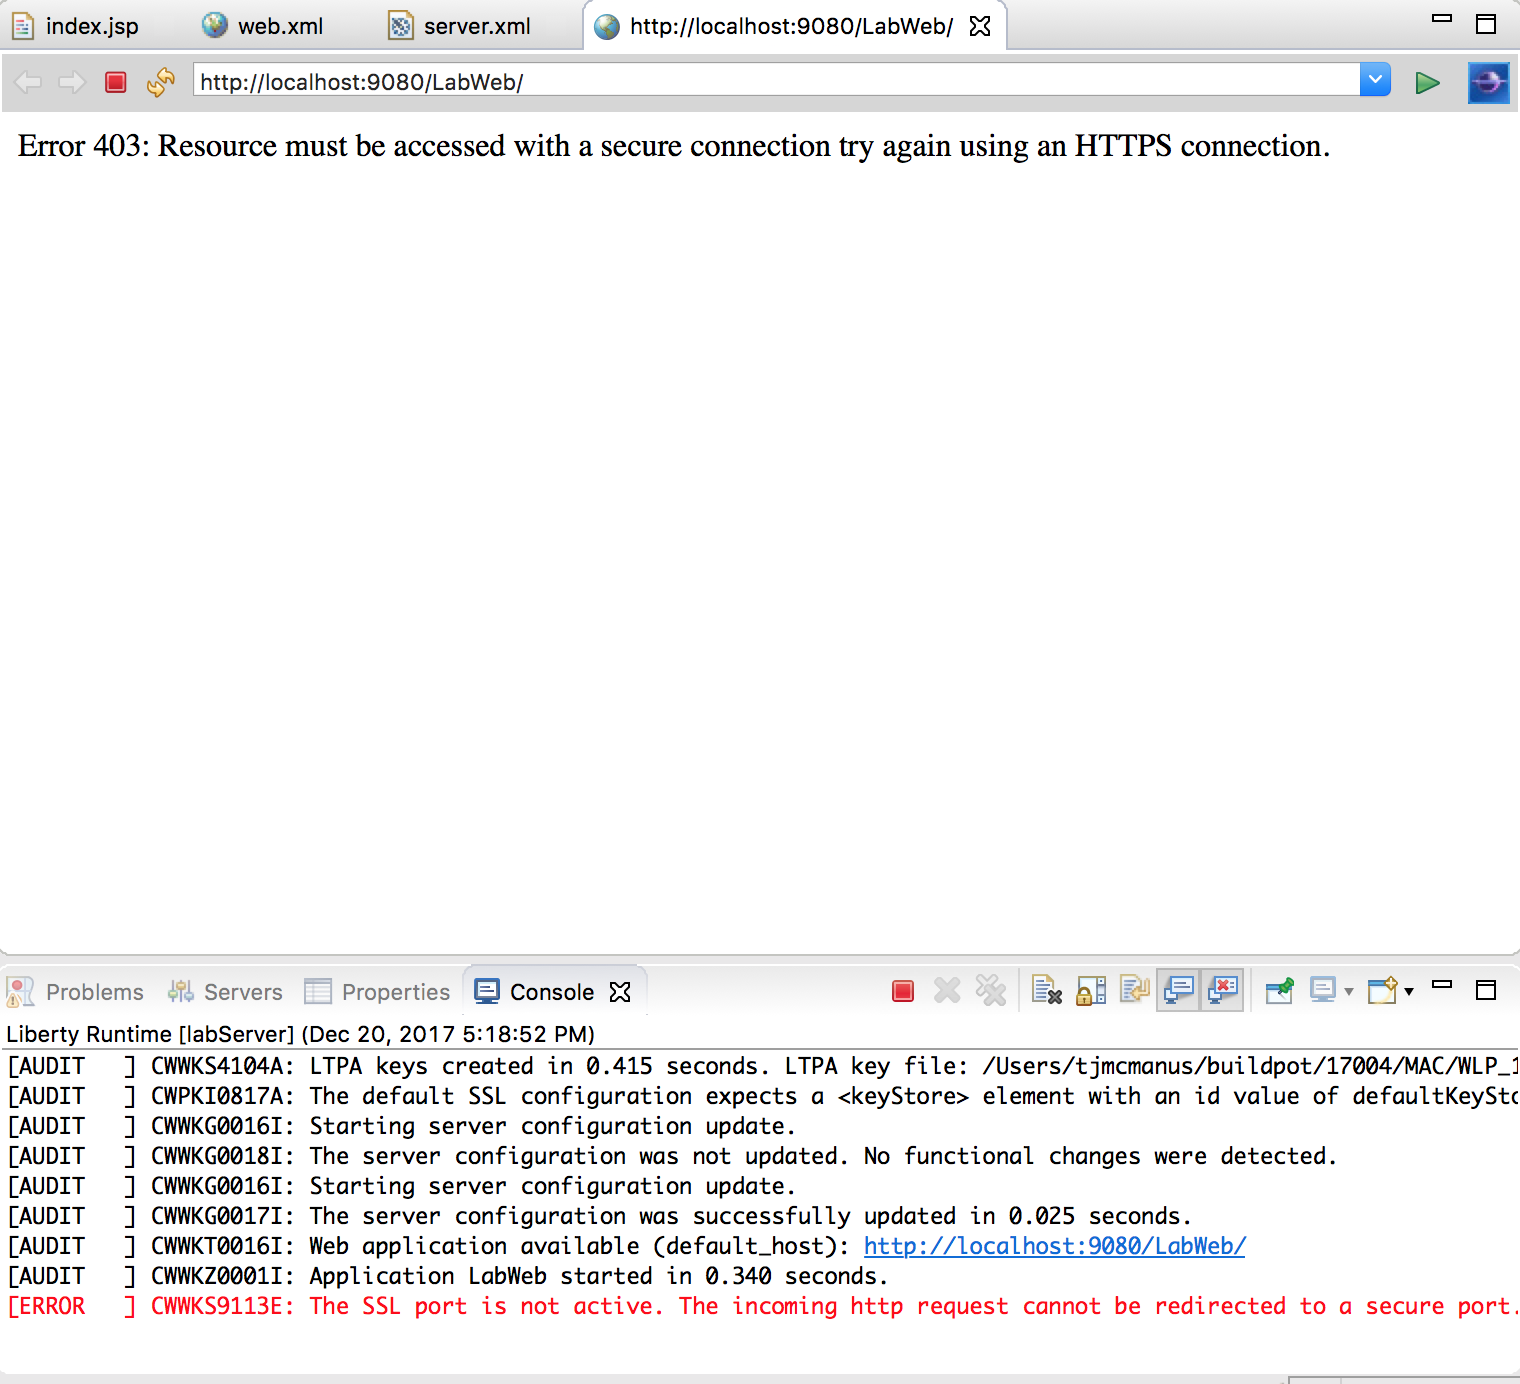 index.jsp web.xml server.xml http://localhost:9080/LabWeb/
http://localhost:9080/LabWeb/
Error 403: Resource must be accessed with a secure connection try again using an HTTPS connection.
Problems Servers Properties Console
Liberty Runtime [labServer] (Dec 20, 2017 5:18:52 PM)
[AUDIT   ] CWWKS4104A: LTPA keys created in 0.415 seconds. LTPA key file: /Users/tjmcmanus/buildpot/17004/MAC/WLP_1
[AUDIT   ] CWPKI0817A: The default SSL configuration expects a <keyStore> element with an id value of defaultKeySto
[AUDIT   ] CWWKG0016I: Starting server configuration update.
[AUDIT   ] CWWKG0018I: The server configuration was not updated. No functional changes were detected.
[AUDIT   ] CWWKG0016I: Starting server configuration update.
[AUDIT   ] CWWKG0017I: The server configuration was successfully updated in 0.025 seconds.
[AUDIT   ] CWWKT0016I: Web application available (default_host): http://localhost:9080/LabWeb/
[AUDIT   ] CWWKZ0001I: Application LabWeb started in 0.340 seconds.
[ERROR   ] CWWKS9113E: The SSL port is not active. The incoming http request cannot be redirected to a secure port.